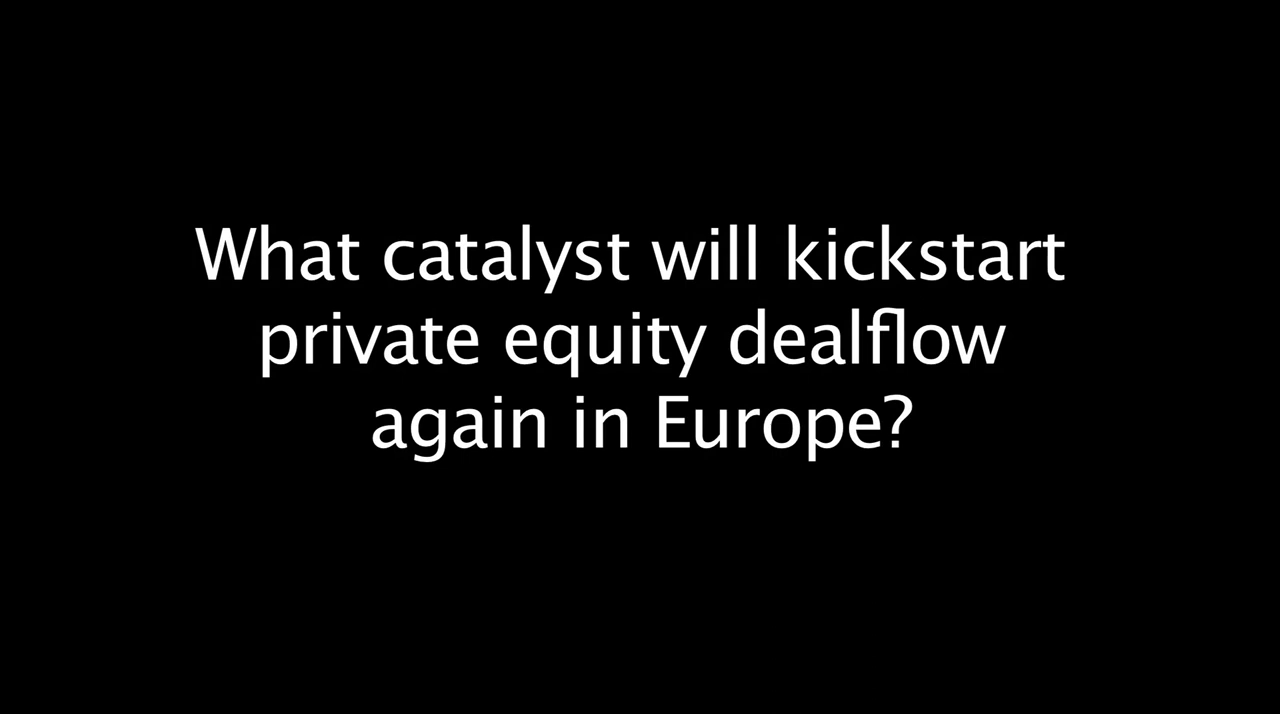 What catalyst will kickstart
private equity dealflow
again in Europe?